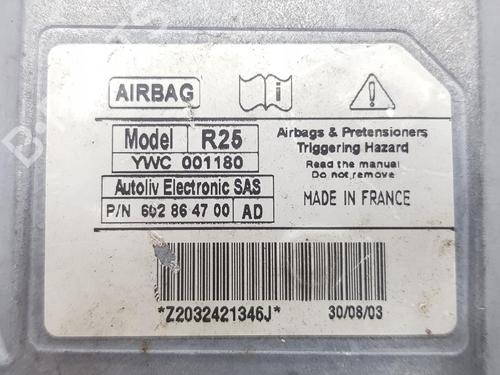 AIRBAG
Model R25
YWC 001180
Autoliv Electronic SAS
P/N 602 86 47 00 AD
Airbags & Pretensioners
Triggering Hazard
Read the manual
Do not remove
MADE IN FRANCE
*Z2032421346J*
30/08/03